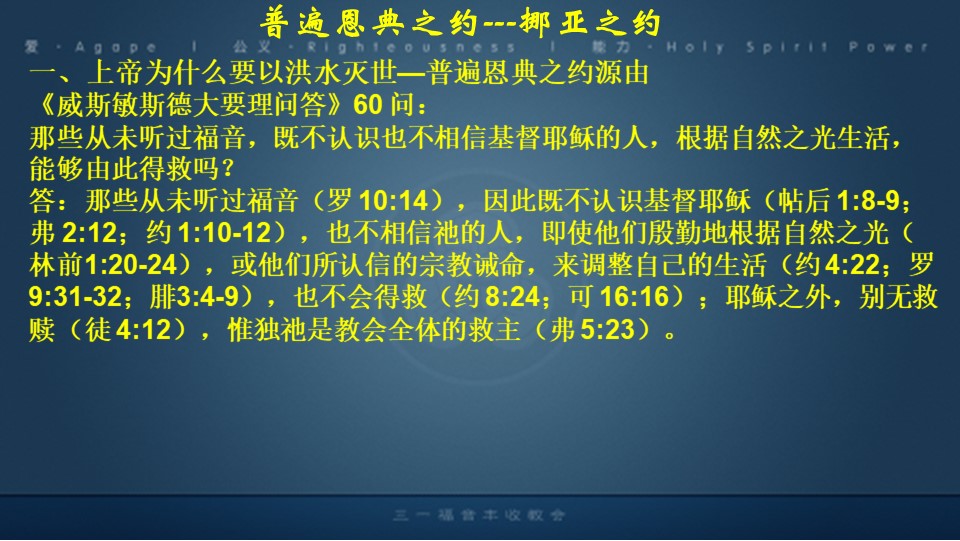 普遍恩典之约---挪亚之约
爱 · Agape | 公义 · Righteousness | 能力 · Holy Spirit Power
一、上帝为什么要以洪水灭世—普遍恩典之约源由
《威斯敏斯德大要理问答》60 问：
那些从未听过福音，既不认识也不相信基督耶稣的人，根据自然之光生活，
能够由此得救吗？
答：那些从未听过福音（罗 10:14），因此既不认识基督耶稣（帖后 1:8-9；
弗 2:12；约 1:10-12），也不相信祂的人，即使他们殷勤地根据自然之光（
林前1:20-24），或他们所认信的宗教诫命，来调整自己的生活（约 4:22；罗
9:31-32；腓3:4-9），也不会得救（约 8:24；可 16:16）；耶稣之外，别无救
赎（徒 4:12），惟独祂是教会全体的救主（弗 5:23）。
三一福音丰收教会